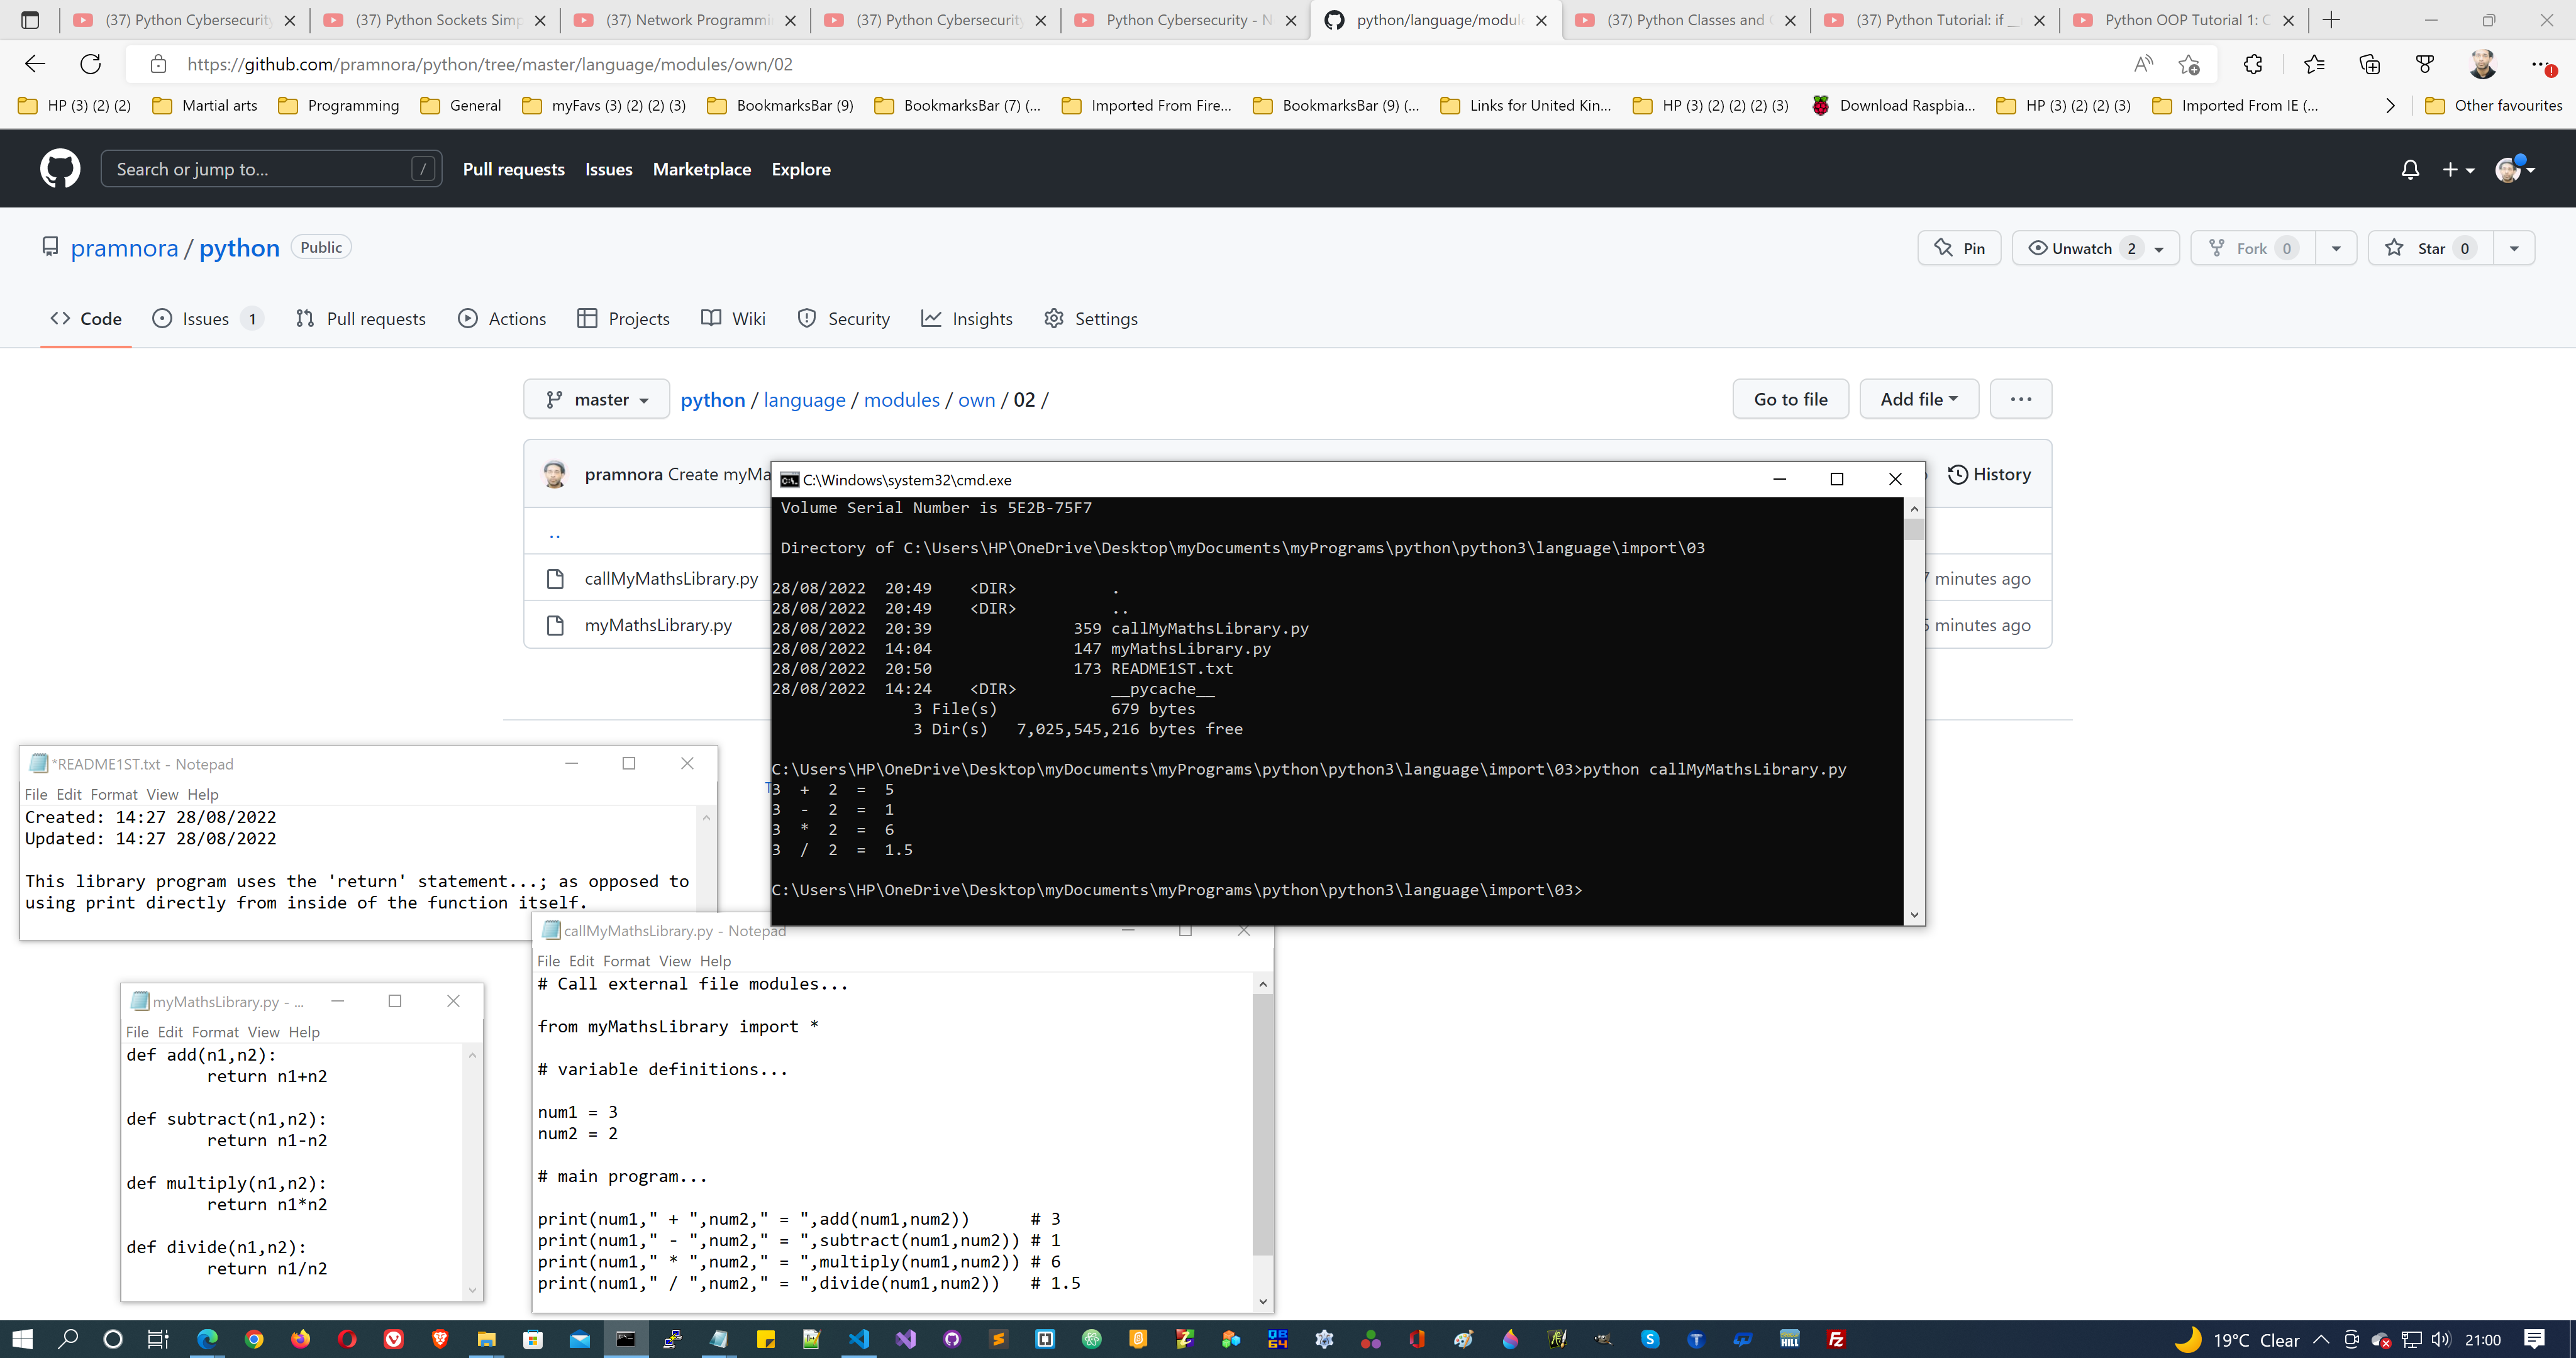 (37) Python Cybersecurity
(37) Python Sockets Simp
(37) Network Programmi
(37) Python Cybersecurity
Python Cybersecurity - N
python/language/module
(37) Python Classes and
(37) Python Tutorial: if __
Python OOP Tutorial 1: C
https://github.com/pramnora/python/tree/master/language/modules/own/02
HP (3) (2) (2)
Martial arts
Programming
General
myFavs (3) (2) (2) (3)
BookmarksBar (9)
BookmarksBar (7) (...
Imported From Fire...
BookmarksBar (9) (...
Links for United Kin...
HP (3) (2) (2) (2) (3)
Download Raspbia...
HP (3) (2) (2) (3)
Imported From IE (...
Other favourites
Search or jump to... /
Pull requests Issues Marketplace Explore
pramnora / python Public
Pin
Unwatch 2
Fork 0
Star 0
Code
Issues 1
Pull requests
Actions
Projects
Wiki
Security
Insights
Settings
master
python / language / modules / own / 02 /
Go to file
Add file
...
pramnora Create myMa
History
..
callMyMathsLibrary.py
7 minutes ago
myMathsLibrary.py
minutes ago
C:\Windows\system32\cmd.exe
Volume Serial Number is 5E2B-75F7
Directory of C:\Users\HP\OneDrive\Desktop\myDocuments\myPrograms\python\python3\language\import\03
28/08/2022 20:49 <DIR> .
28/08/2022 20:49 <DIR> ..
28/08/2022 20:39 359 callMyMathsLibrary.py
28/08/2022 14:04 147 myMathsLibrary.py
28/08/2022 20:50 173 README1ST.txt
28/08/2022 14:24 <DIR> __pycache__
3 File(s) 679 bytes
3 Dir(s) 7,025,545,216 bytes free
C:\Users\HP\OneDrive\Desktop\myDocuments\myPrograms\python\python3\language\import\03>python callMyMathsLibrary.py
3 + 2 = 5
3 - 2 = 1
3 * 2 = 6
3 / 2 = 1.5
C:\Users\HP\OneDrive\Desktop\myDocuments\myPrograms\python\python3\language\import\03>
*README1ST.txt - Notepad
File Edit Format View Help
Created: 14:27 28/08/2022
Updated: 14:27 28/08/2022
This library program uses the 'return' statement...; as opposed to
using print directly from inside of the function itself.
myMathsLibrary.py - ...
File Edit Format View Help
def add(n1,n2):
return n1+n2
def subtract(n1,n2):
return n1-n2
def multiply(n1,n2):
return n1*n2
def divide(n1,n2):
return n1/n2
callMyMathsLibrary.py - Notepad
File Edit Format View Help
# Call external file modules...
from myMathsLibrary import *
# variable definitions...
num1 = 3
num2 = 2
# main program...
print(num1," + ",num2," = ",add(num1,num2)) # 3
print(num1," - ",num2," = ",subtract(num1,num2)) # 1
print(num1," * ",num2," = ",multiply(num1,num2)) # 6
print(num1," / ",num2," = ",divide(num1,num2)) # 1.5
19°C Clear
21:00